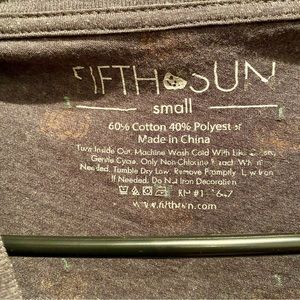 FIFTH SUN
small
60% Cotton 40% Polyester
Made in China
Turn Inside Out. Machine Wash Cold With Like Colors,
Gentle Cycle. Only Non-Chlorine Bleach When
Needed. Tumble Dry Low. Remove Promptly. Low Iron
If Needed. Do Not Iron Decoration
www.fifthsun.com